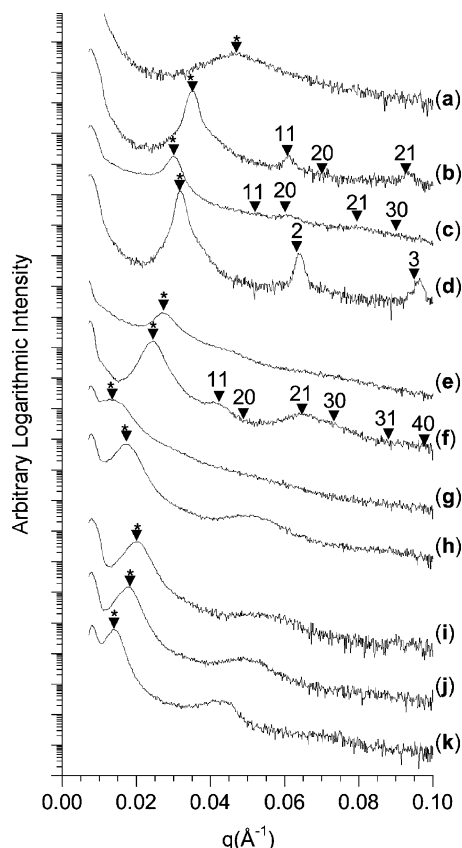 Arbitrary Logarithmic Intensity
*
(a)
*
11
20
21
(b)
*
11
20
21
30
(c)
*
2
3
(d)
*
(e)
*
11
20
21
30
31
40
(f)
*
(g)
*
(h)
*
(i)
*
(j)
*
(k)
0.00 0.02 0.04 0.06 0.08 0.10
q(Å⁻¹)